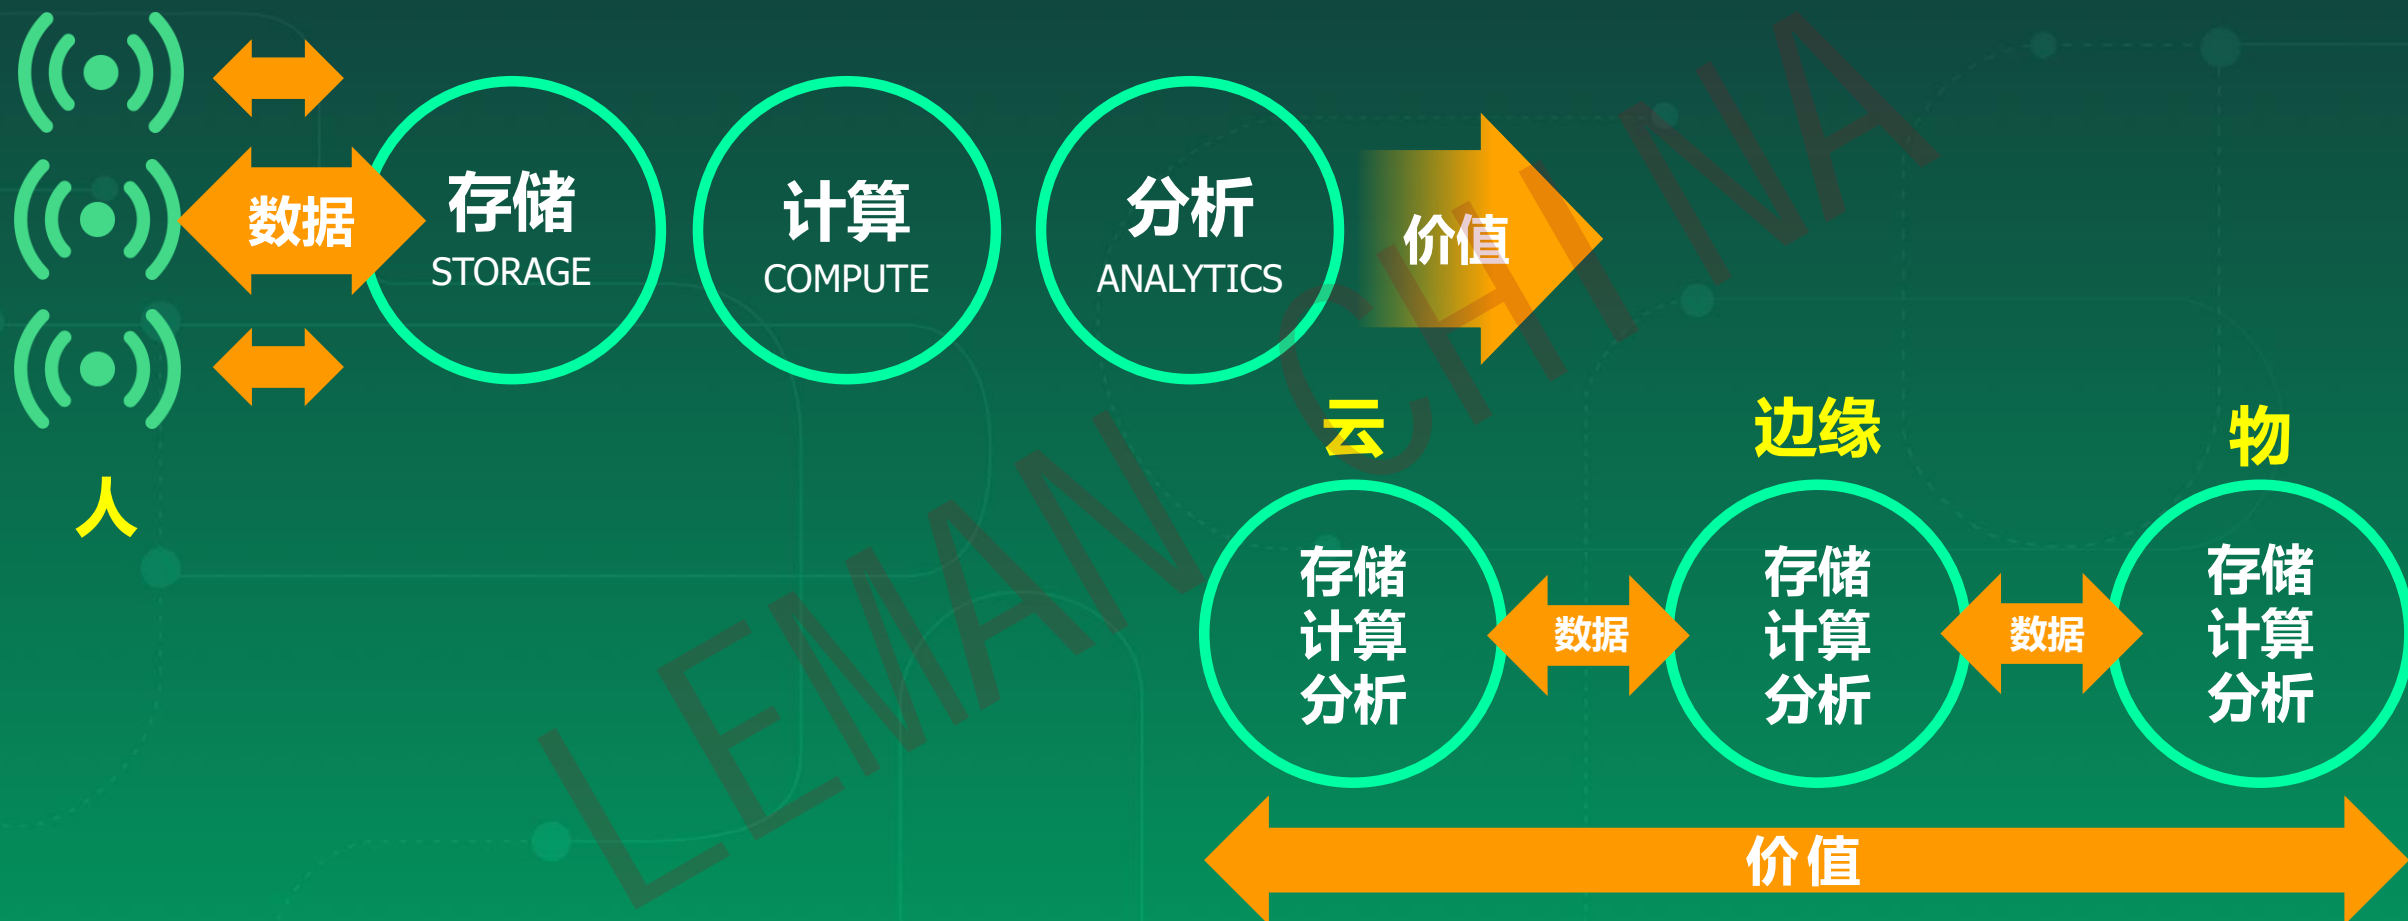 数据
存储
STORAGE
计算
COMPUTE
分析
ANALYTICS
价值
人
云
边缘
物
存储
计算
分析
数据
存储
计算
分析
数据
存储
计算
分析
价值
LEMAN CHINA